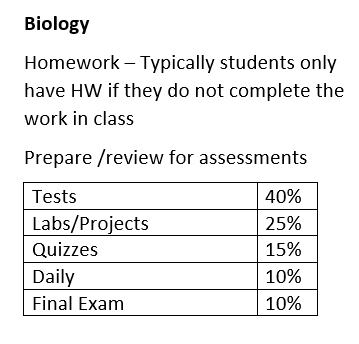 Biology
Homework – Typically students only
have HW if they do not complete the
work in class
Prepare /review for assessments
Tests 40%
Labs/Projects 25%
Quizzes 15%
Daily 10%
Final Exam 10%